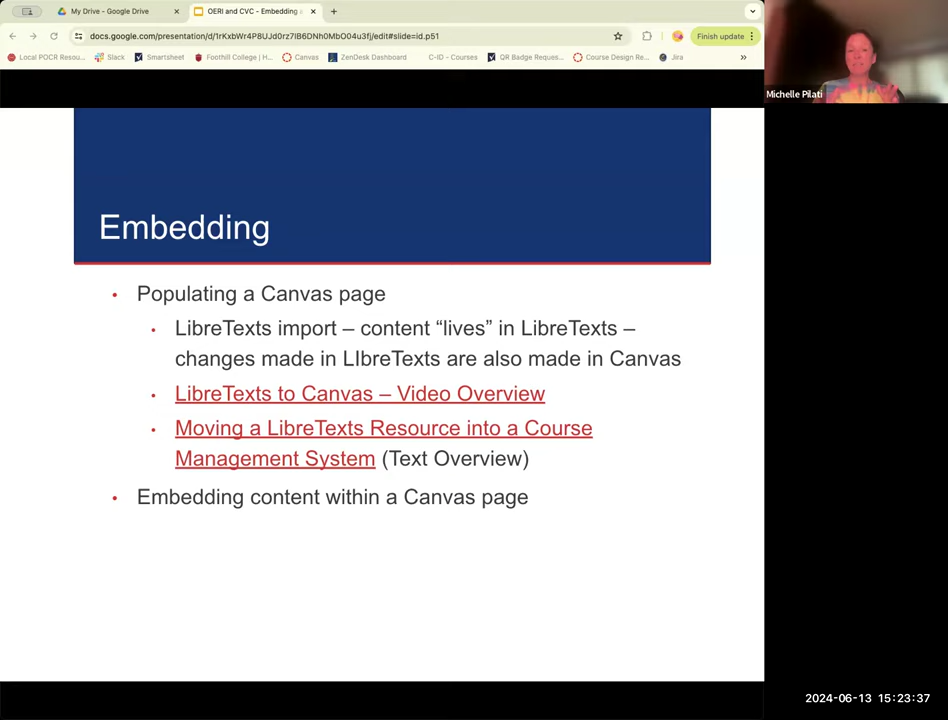 My Drive - Google Drive
OERI and CVC - Embedding
docs.google.com/presentation/d/1rKxbWr4P8UJd0rz7IB6DNh0MbO04u3fj/edit#slide=id.p51
Finish update
Local POCR Resou...
Slack
Smartsheet
Foothill College | H...
Canvas
ZenDesk Dashboard
C-ID - Courses
QR Badge Reques...
Course Design Re...
Jira
Michelle Pilati
Embedding
• Populating a Canvas page
• LibreTexts import – content “lives” in LibreTexts –
changes made in LIbreTexts are also made in Canvas
• LibreTexts to Canvas – Video Overview
• Moving a LibreTexts Resource into a Course
Management System (Text Overview)
• Embedding content within a Canvas page
2024-06-13 15:23:37